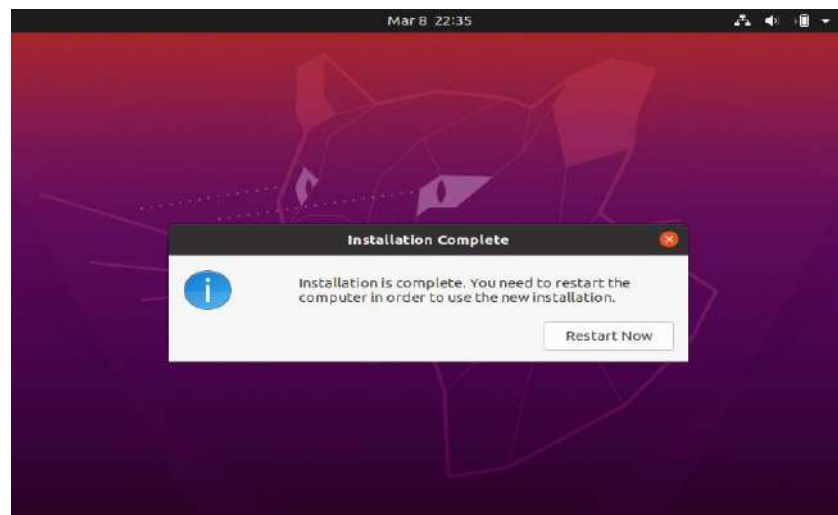 Mar 8 22:35
Installation Complete
Installation is complete. You need to restart the
computer in order to use the new installation.
Restart Now